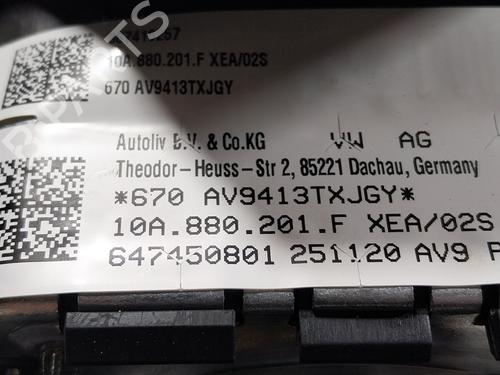 10A.880.201.F XEA/02S
670 AV9413TXJGY
Autoliv B.V. & Co.KG VW AG
Theodor-Heuss-Str 2, 85221 Dachau, Germany
*670 AV9413TXJGY*
10A.880.201.F XEA/02S
647450801 251120 AV9